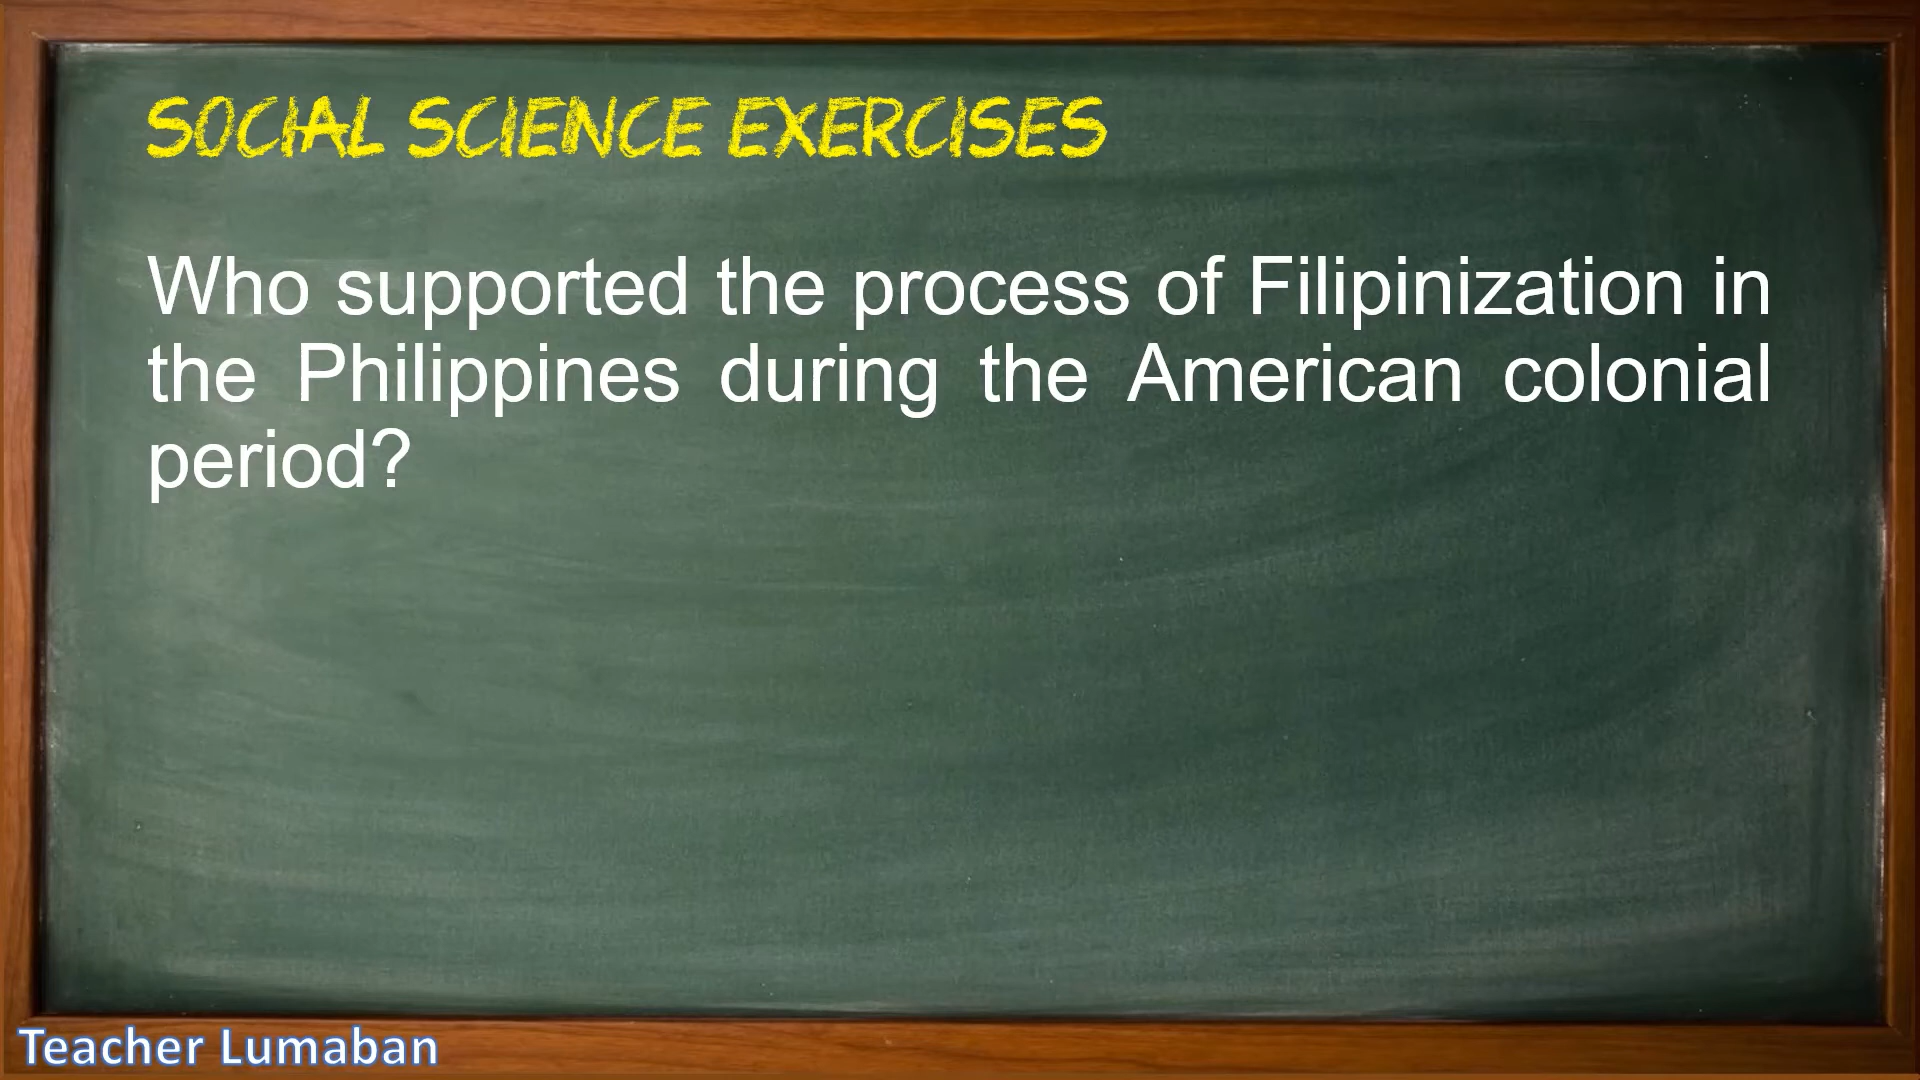 SOCIAL SCIENCE EXERCISES
Who supported the process of Filipinization in
the Philippines during the American colonial
period?
Teacher Lumaban